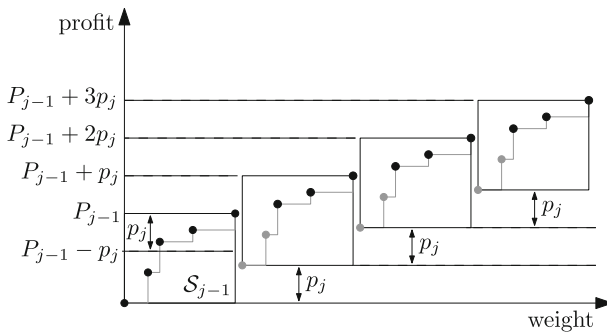 profit
P_{j-1} + 3p_j
P_{j-1} + 2p_j
P_{j-1} + p_j
P_{j-1}
p_j
p_j
P_{j-1} - p_j
p_j
S_{j-1}
p_j
weight